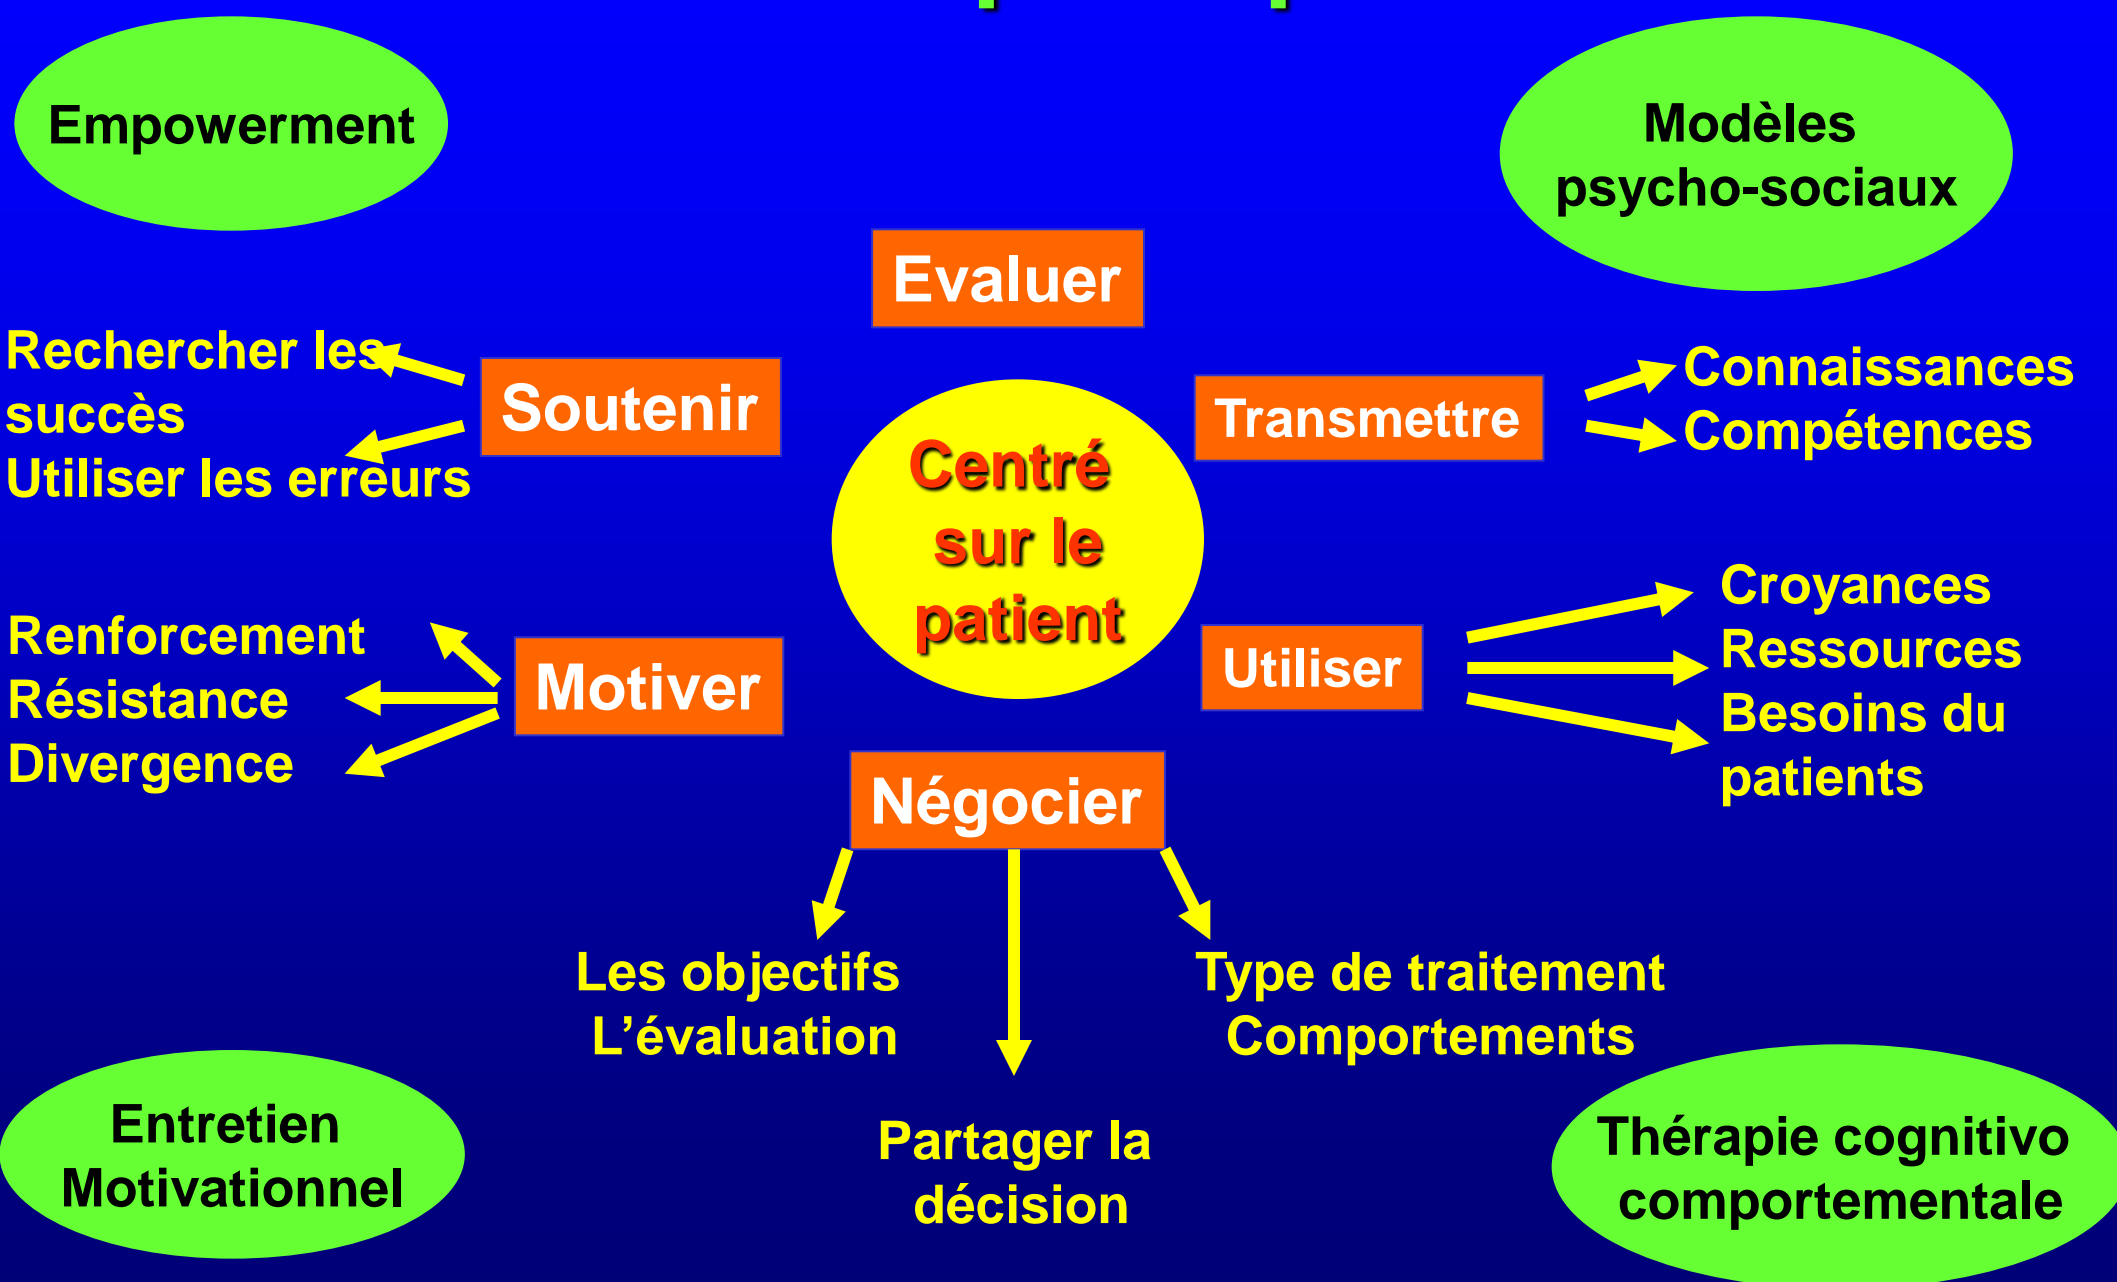 Empowerment
Modèles
psycho-sociaux
Evaluer
Rechercher les
succès
Utiliser les erreurs
Soutenir
Transmettre
Connaissances
Compétences
Centré
sur le
patient
Renforcement
Résistance
Divergence
Motiver
Utiliser
Croyances
Ressources
Besoins du
patients
Négocier
Les objectifs
L’évaluation
Type de traitement
Comportements
Partager la
décision
Entretien
Motivationnel
Thérapie cognitivo
comportementale